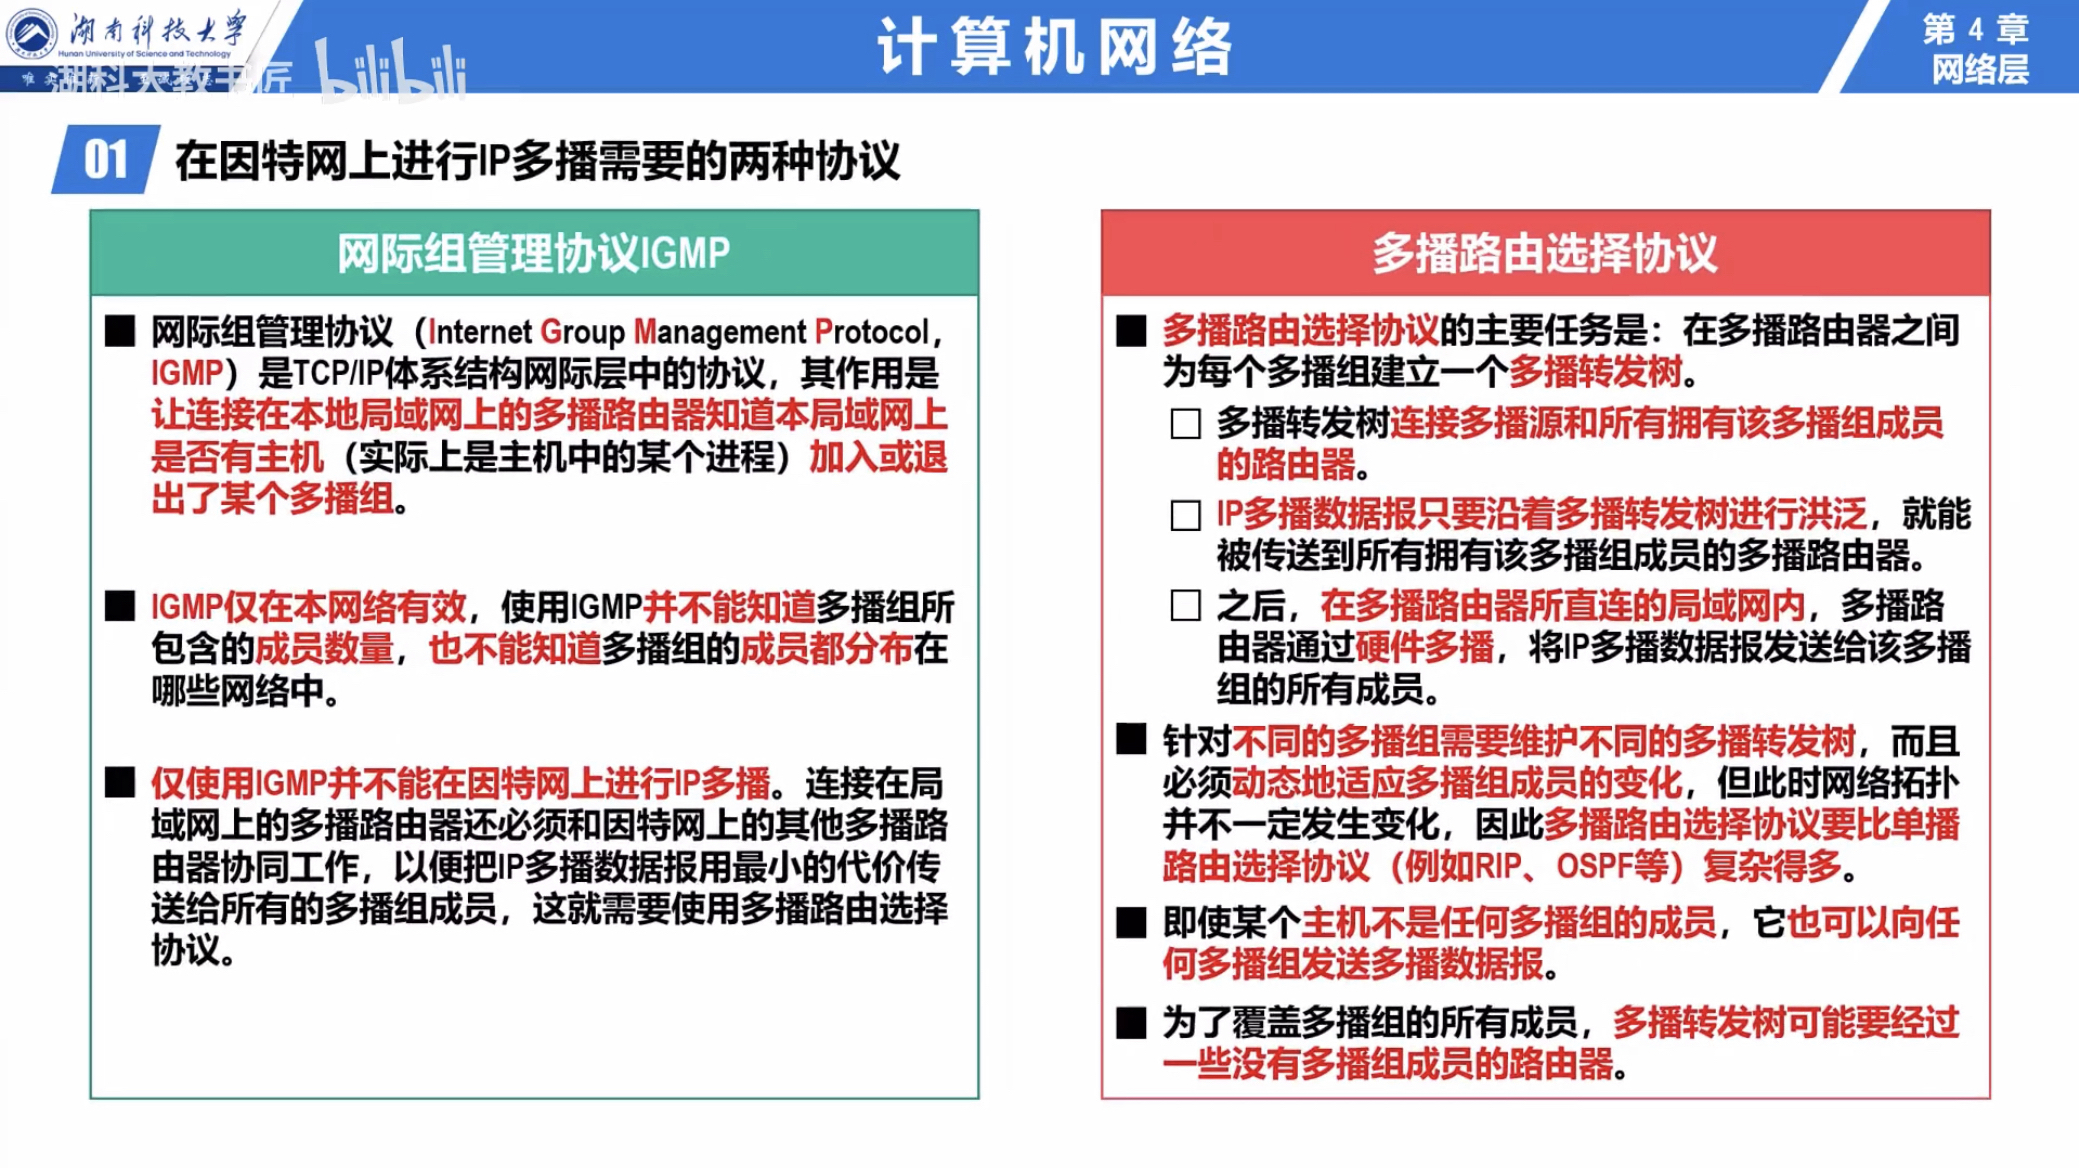 湖南科技大学
Hunan University of Science and Technology
湖科大教书匠 bilibili
计算机网络
第 4 章
网络层
01 在因特网上进行IP多播需要的两种协议
网际组管理协议IGMP
网际组管理协议（Internet Group Management Protocol，
IGMP）是TCP/IP体系结构网际层中的协议，其作用是
让连接在本地局域网上的多播路由器知道本局域网上
是否有主机（实际上是主机中的某个进程）加入或退
出了某个多播组。
IGMP仅在本网络有效，使用IGMP并不能知道多播组所
包含的成员数量，也不能知道多播组的成员都分布在
哪些网络中。
仅使用IGMP并不能在因特网上进行IP多播。连接在局
域网上的多播路由器还必须和因特网上的其他多播路
由器协同工作，以便把IP多播数据报用最小的代价传
送给所有的多播组成员，这就需要使用多播路由选择
协议。
多播路由选择协议
多播路由选择协议的主要任务是：在多播路由器之间
为每个多播组建立一个多播转发树。
多播转发树连接多播源和所有拥有该多播组成员
的路由器。
IP多播数据报只要沿着多播转发树进行洪泛，就能
被传送到所有拥有该多播组成员的多播路由器。
之后，在多播路由器所直连的局域网内，多播路
由器通过硬件多播，将IP多播数据报发送给该多播
组的所有成员。
针对不同的多播组需要维护不同的多播转发树，而且
必须动态地适应多播组成员的变化，但此时网络拓扑
并不一定发生变化，因此多播路由选择协议要比单播
路由选择协议（例如RIP、OSPF等）复杂得多。
即使某个主机不是任何多播组的成员，它也可以向任
何多播组发送多播数据报。
为了覆盖多播组的所有成员，多播转发树可能要经过
一些没有多播组成员的路由器。